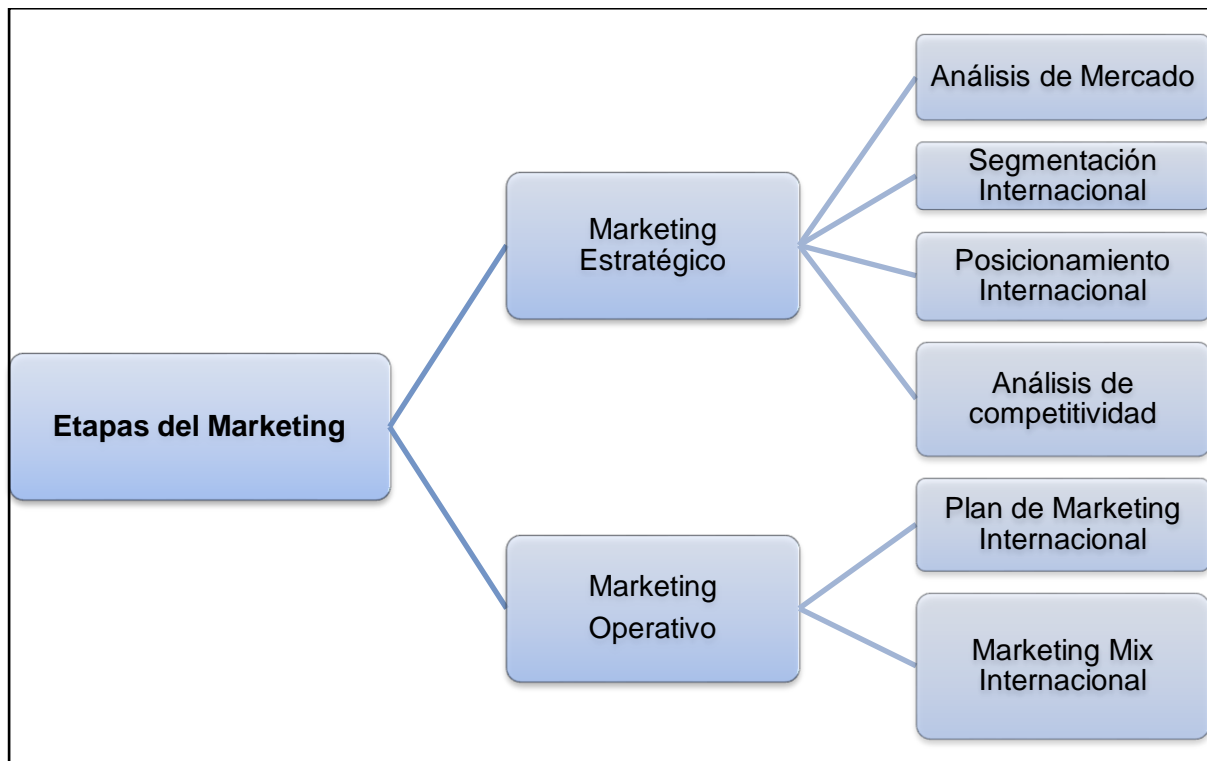 Etapas del Marketing
Marketing
Estratégico
Análisis de Mercado
Segmentación
Internacional
Posicionamiento
Internacional
Análisis de
competitividad
Marketing
Operativo
Plan de Marketing
Internacional
Marketing Mix
Internacional